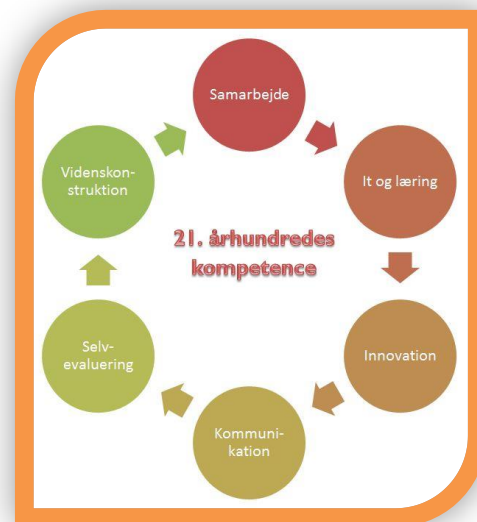 Samarbejde
It og læring
Innovation
Kommuni-
kation
Selv-
evaluering
Videnskon-
struktion
21. århundredes
kompetence